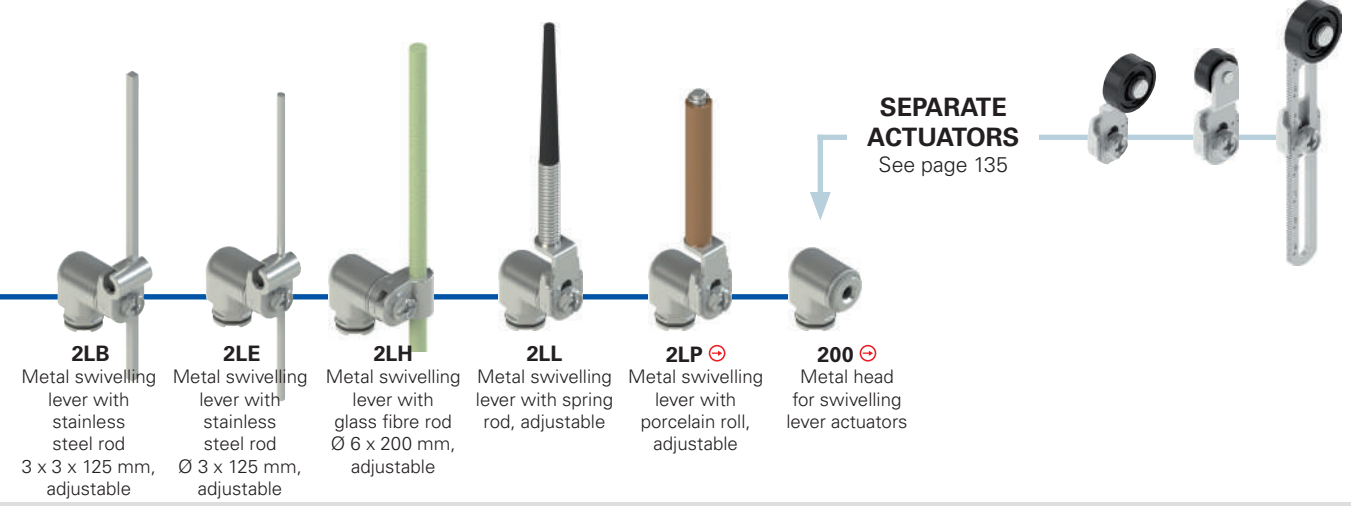 SEPARATE
ACTUATORS
See page 135
2LB
Metal swivelling
lever with
stainless
steel rod
3 x 3 x 125 mm,
adjustable
2LE
Metal swivelling
lever with
stainless
steel rod
Ø 3 x 125 mm,
adjustable
2LH
Metal swivelling
lever with
glass fibre rod
Ø 6 x 200 mm,
adjustable
2LL
Metal swivelling
lever with spring
rod, adjustable
2LP
Metal swivelling
lever with
porcelain roll,
adjustable
200
Metal head
for swivelling
lever actuators